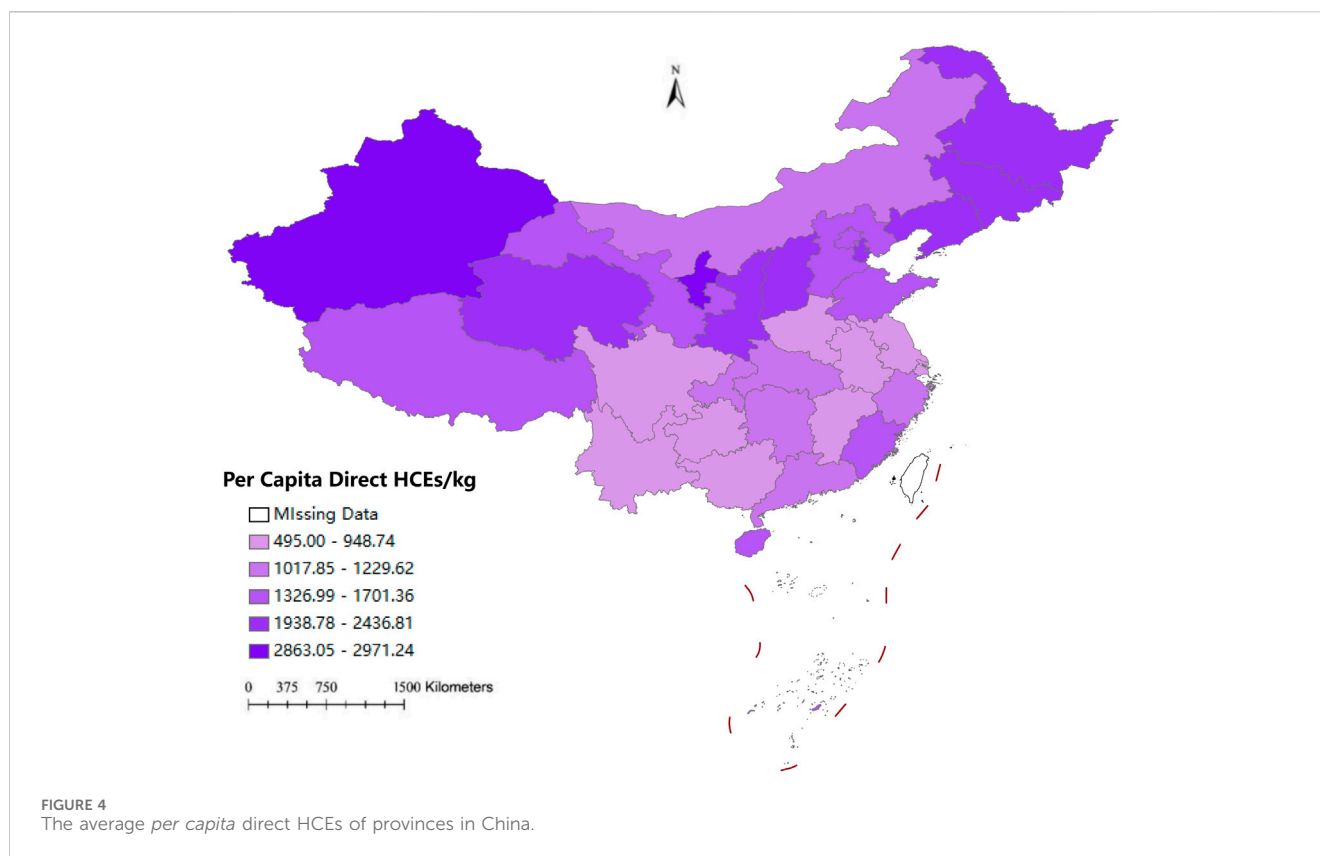 N
Per Capita Direct HCEs/kg
MIssing Data
495.00 - 948.74
1017.85 - 1229.62
1326.99 - 1701.36
1938.78 - 2436.81
2863.05 - 2971.24
0 375 750 1500 Kilometers
FIGURE 4
The average per capita direct HCEs of provinces in China.